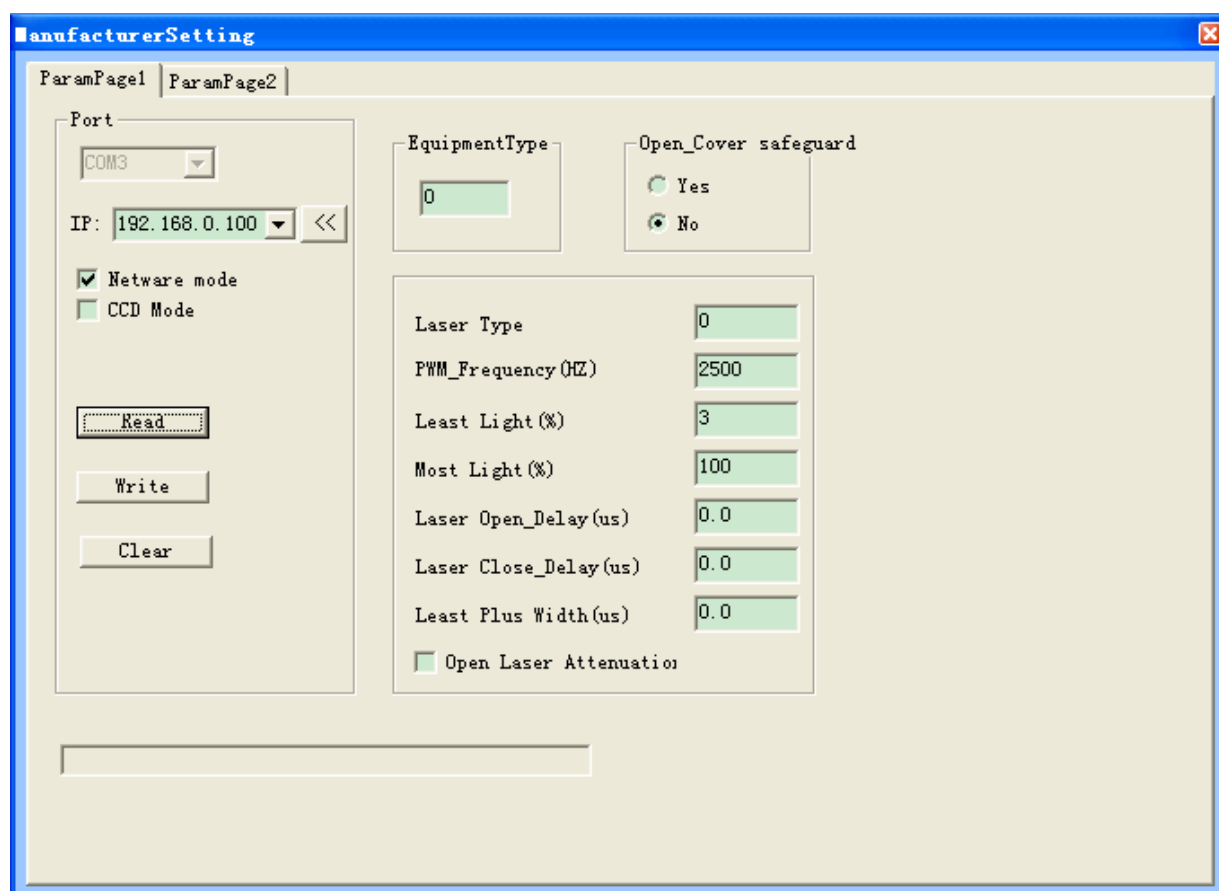 ManufacturerSetting
ParamPage1 ParamPage2
Port
COM3
IP: 192.168.0.100 <<
Netware mode
CCD Mode
Read
Write
Clear
EquipmentType
0
Open_Cover safeguard
Yes
No
Laser Type 0
PWM_Frequency(HZ) 2500
Least Light(%) 3
Most Light(%) 100
Laser Open_Delay(us) 0.0
Laser Close_Delay(us) 0.0
Least Plus Width(us) 0.0
Open Laser Attenuation